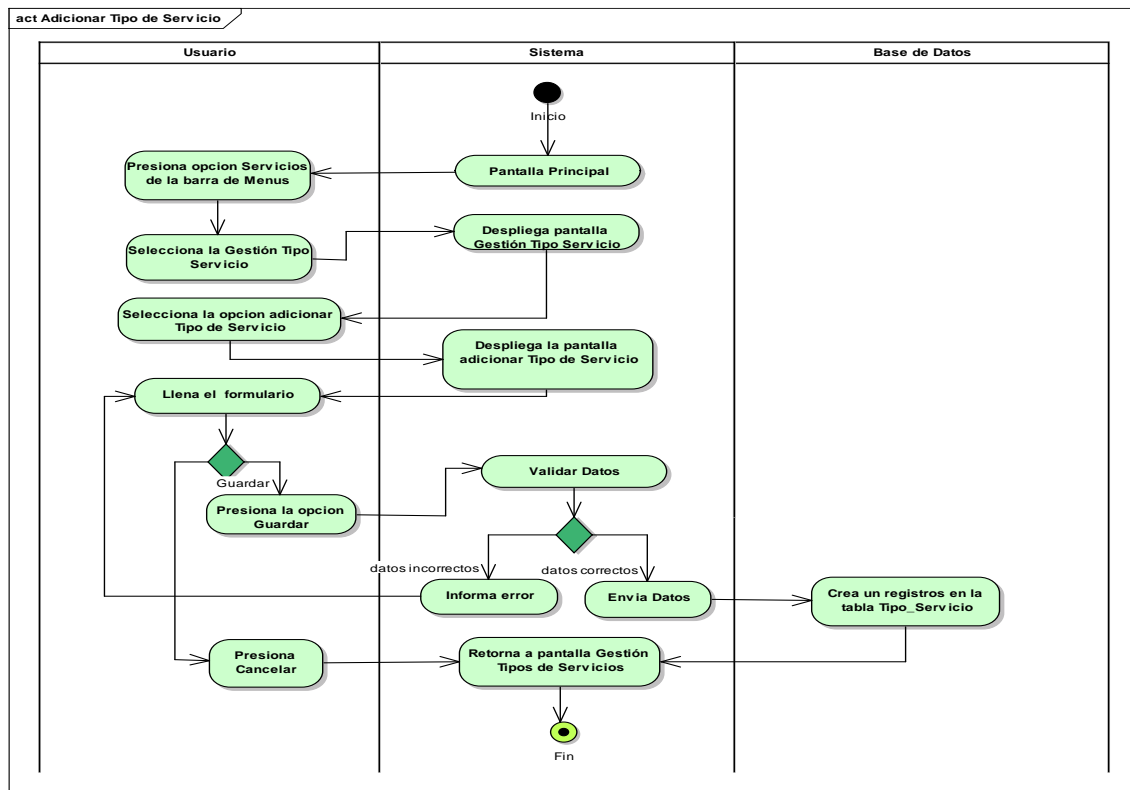 act Adicionar Tipo de Servicio
Usuario
Sistema
Base de Datos
Inicio
Presiona opcion Servicios
de la barra de Menus
Pantalla Principal
Selecciona la Gestión Tipo
Servicio
Despliega pantalla
Gestión Tipo Servicio
Selecciona la opcion adicionar
Tipo de Servicio
Despliega la pantalla
adicionar Tipo de Servicio
Llena el formulario
Guardar
Presiona la opcion
Guardar
Validar Datos
datos incorrectos
datos correctos
Informa error
Envia Datos
Crea un registros en la
tabla Tipo_Servicio
Presiona
Cancelar
Retorna a pantalla Gestión
Tipos de Servicios
Fin